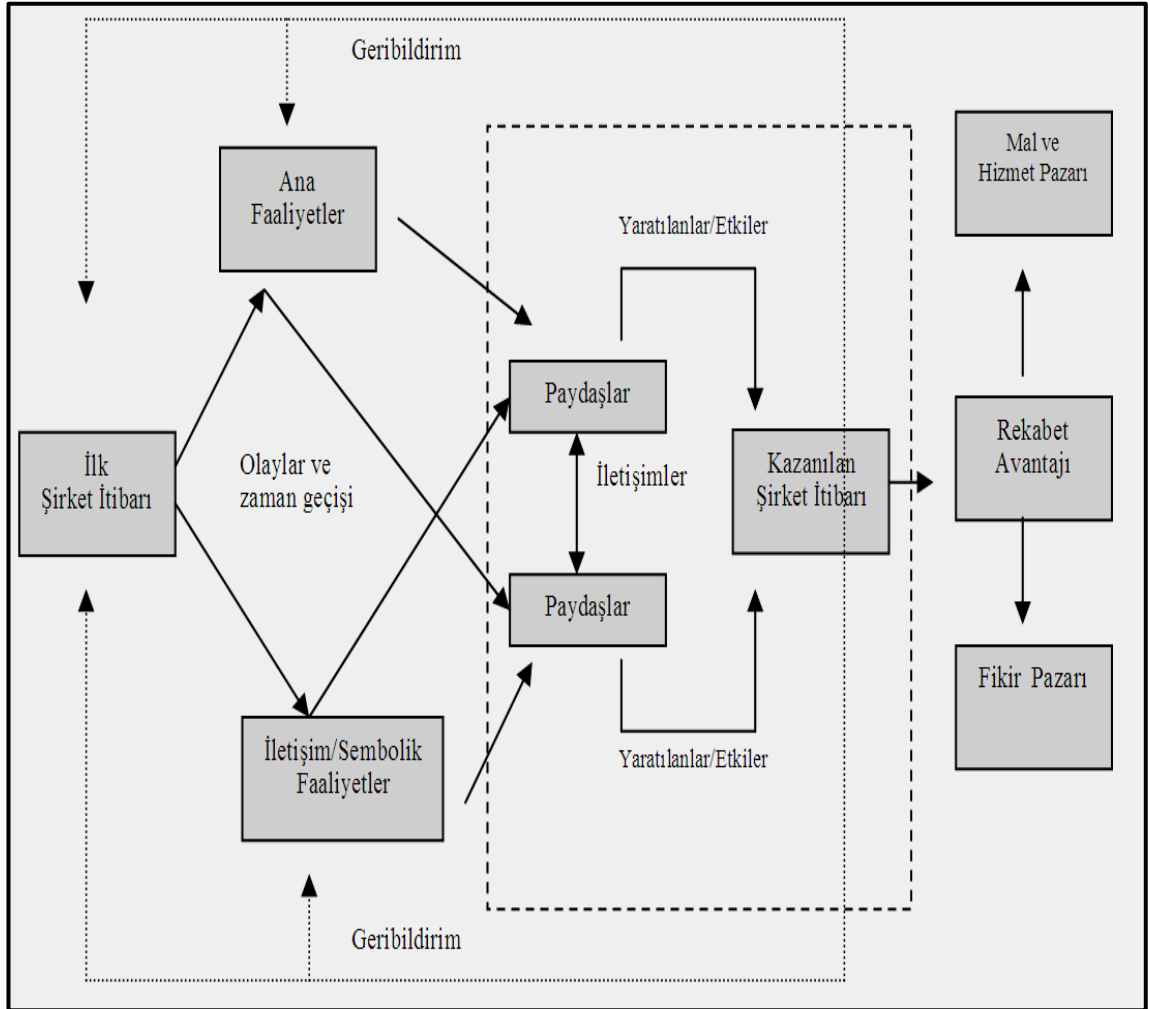 Geribildirim
Mal ve
Hizmet Pazarı
Ana
Faaliyetler
Yaratılanlar/Etkiler
Paydaşlar
İlk
Şirket İtibarı
Olaylar ve
zaman geçişi
İletişimler
Kazanılan
Şirket İtibarı
Rekabet
Avantajı
Paydaşlar
Fikir Pazarı
İletişim/Sembolik
Faaliyetler
Yaratılanlar/Etkiler
Geribildirim